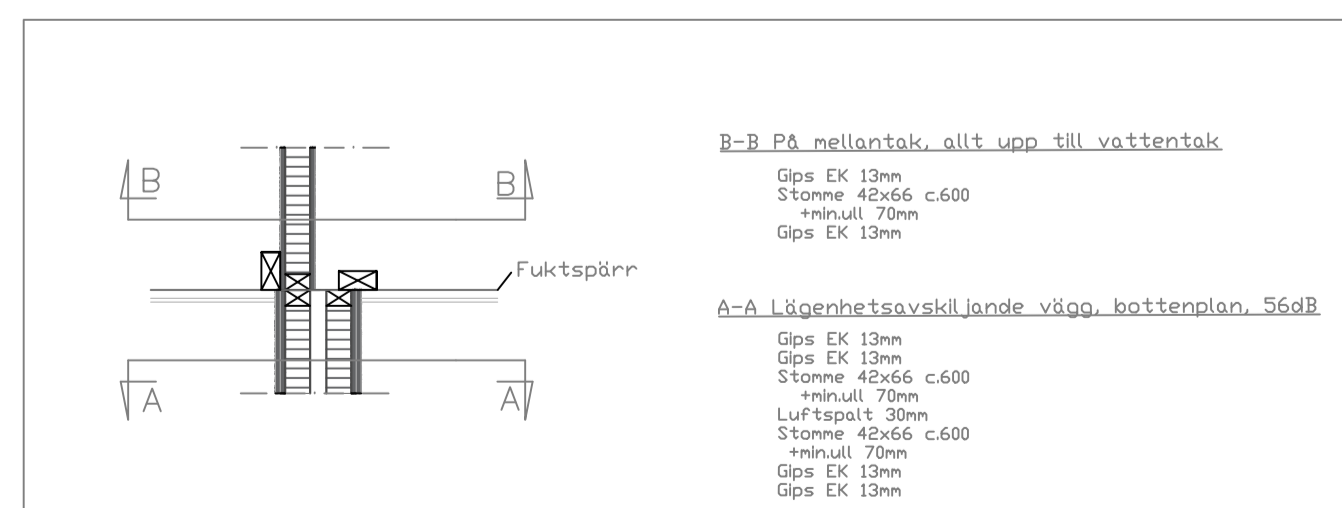 B-B På mellantak, allt upp till vattentak
Gips EK 13mm
Stomme 42x66 c.600
+min.ull 70mm
Gips EK 13mm
B B
Fuktspärr
A-A Lägenhetsavskiljande vägg, bottenplan, 56dB
Gips EK 13mm
Gips EK 13mm
Stomme 42x66 c.600
+min.ull 70mm
Luftspalt 30mm
Stomme 42x66 c.600
+min.ull 70mm
Gips EK 13mm
Gips EK 13mm
A A